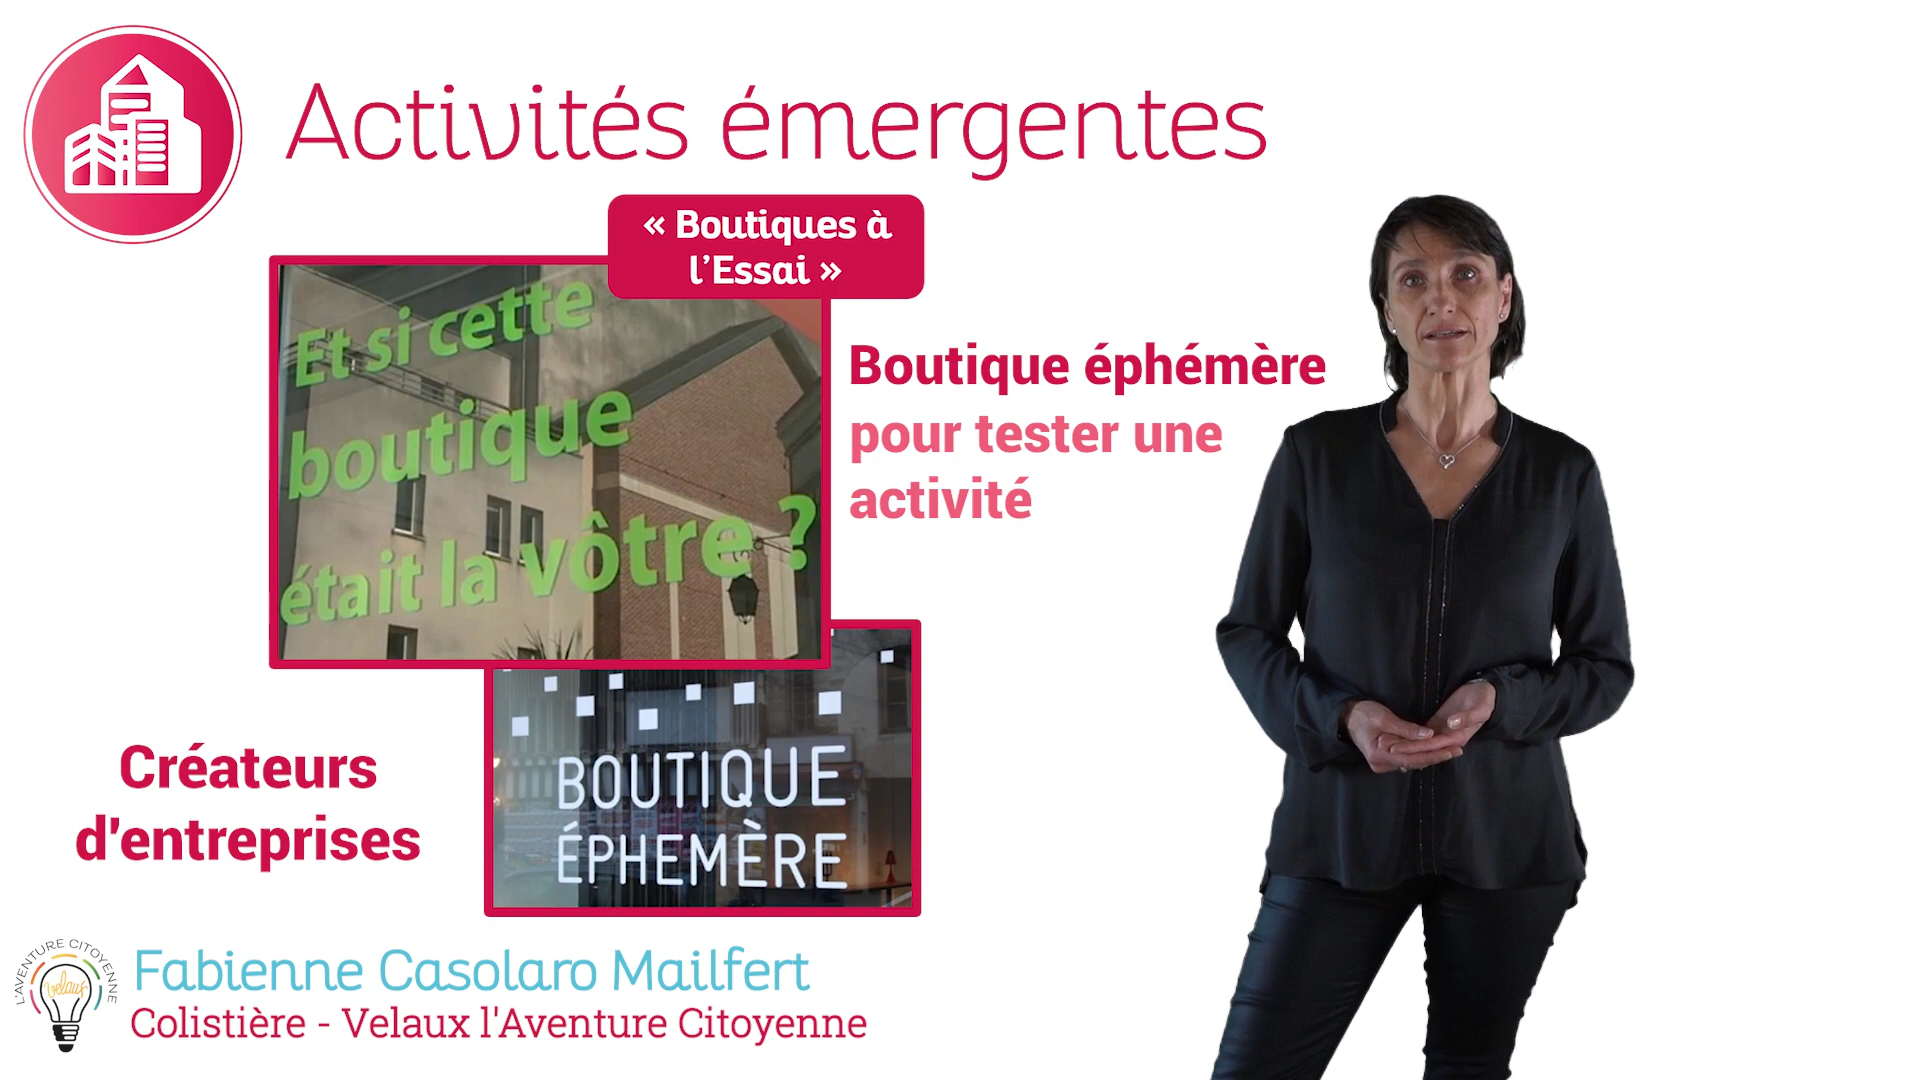 Activités émergentes
« Boutiques à
l’Essai »
Et si cette
boutique
était la vôtre ?
Boutique éphémère
pour tester une
activité
BOUTIQUE
ÉPHEMÈRE
Créateurs
d'entreprises
L'AVENTURE CITOYENNE
Velaux
Fabienne Casolaro Mailfert
Colistière - Velaux l'Aventure Citoyenne